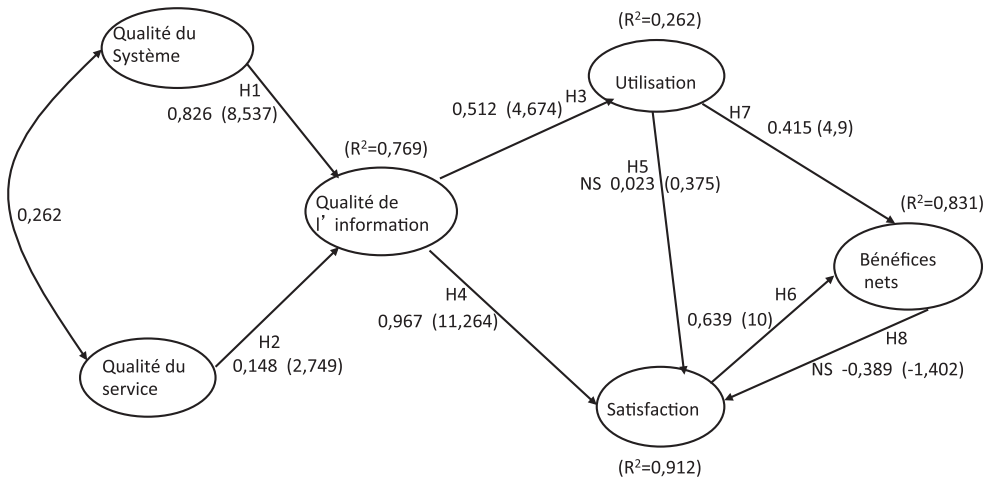 (R²=0,262)
Qualité du
Système
Utilisation
H1
0,826 (8,537)
H3
0,512 (4,674)
H7
0.415 (4,9)
(R²=0,769)
H5
NS 0,023 (0,375)
Qualité de
l’ information
(R²=0,831)
0,262
Bénéfices
nets
H4
0,967 (11,264)
H6
0,639 (10)
H2
0,148 (2,749)
H8
NS -0,389 (-1,402)
Qualité du
service
Satisfaction
(R²=0,912)